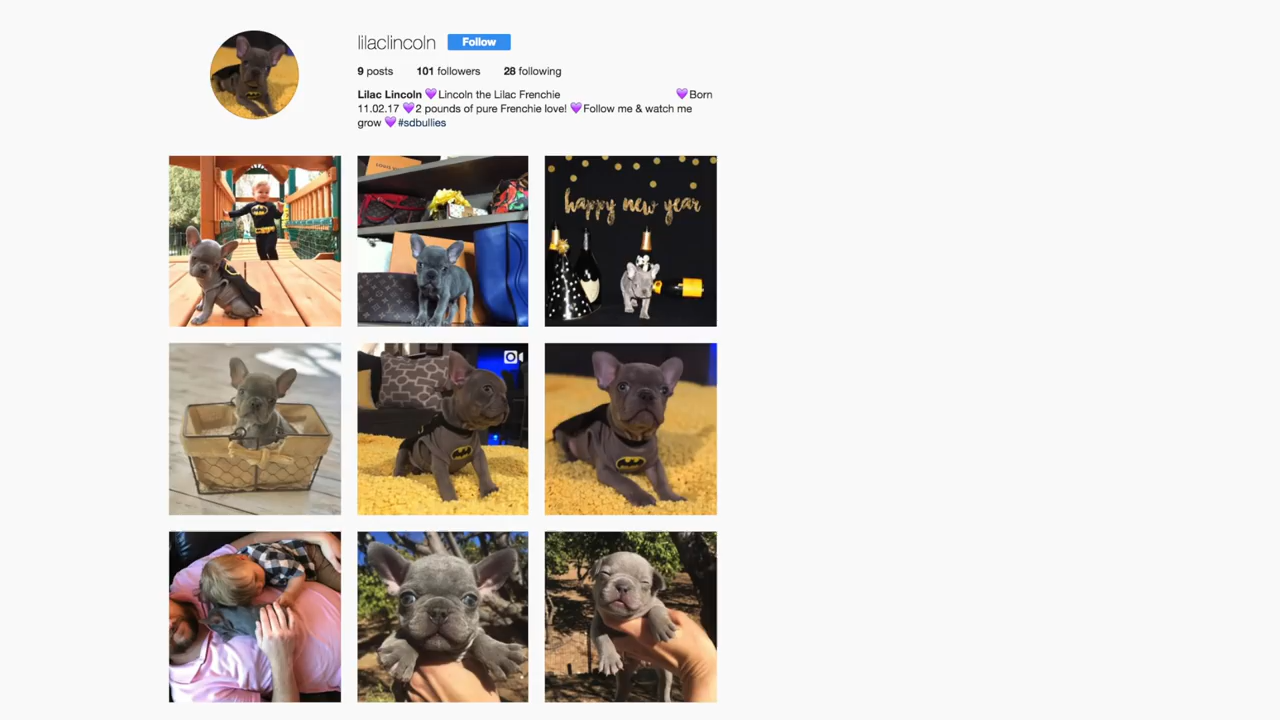 lilaclincoln Follow
9 posts 101 followers 28 following
Lilac Lincoln 💜Lincoln the Lilac Frenchie 💜Born
11.02.17 💜2 pounds of pure Frenchie love! 💜Follow me & watch me
grow 💜#sdbullies
happy new year